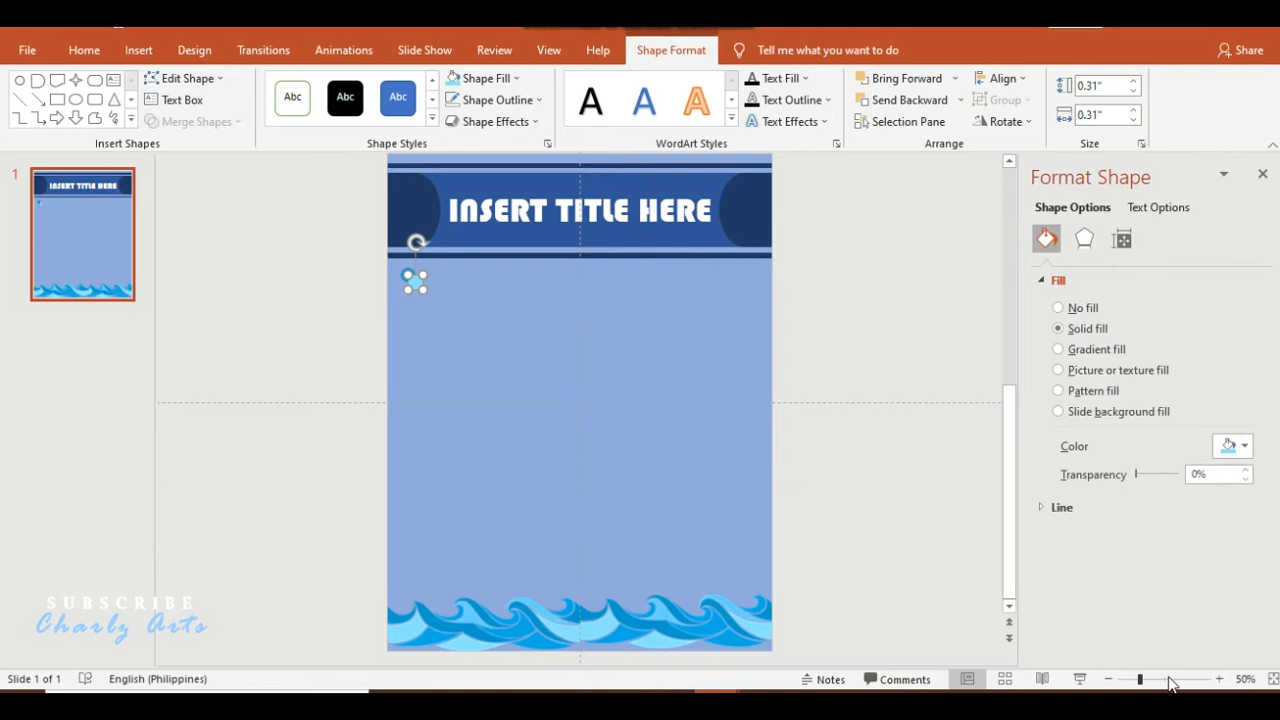 File Home Insert Design Transitions Animations Slide Show Review View Help Shape Format Tell me what you want to do Share
Edit Shape Shape Fill Text Fill Bring Forward Align 0.31"
Text Box Abc Abc Abc Shape Outline A A A Text Outline Send Backward Group 0.31"
Merge Shapes Shape Effects Text Effects Selection Pane Rotate
Insert Shapes Shape Styles WordArt Styles Arrange Size
1
INSERT TITLE HERE
INSERT TITLE HERE
Format Shape
Shape Options Text Options
Fill
No fill
Solid fill
Gradient fill
Picture or texture fill
Pattern fill
Slide background fill
Color
Transparency 0%
Line
SUBSCRIBE
Charly Arts
Slide 1 of 1 English (Philippines) Notes Comments 50%